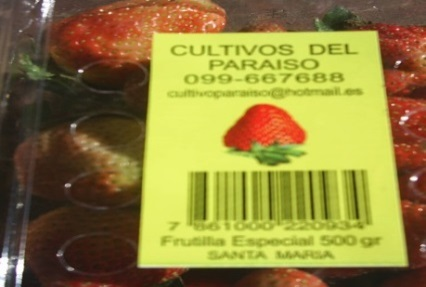 CULTIVOS DEL
PARAISO
099-667688
cultivoparaiso@hotmail.es
7 861000 220934
Frutilla Especial 500 gr
SANTA MARIA